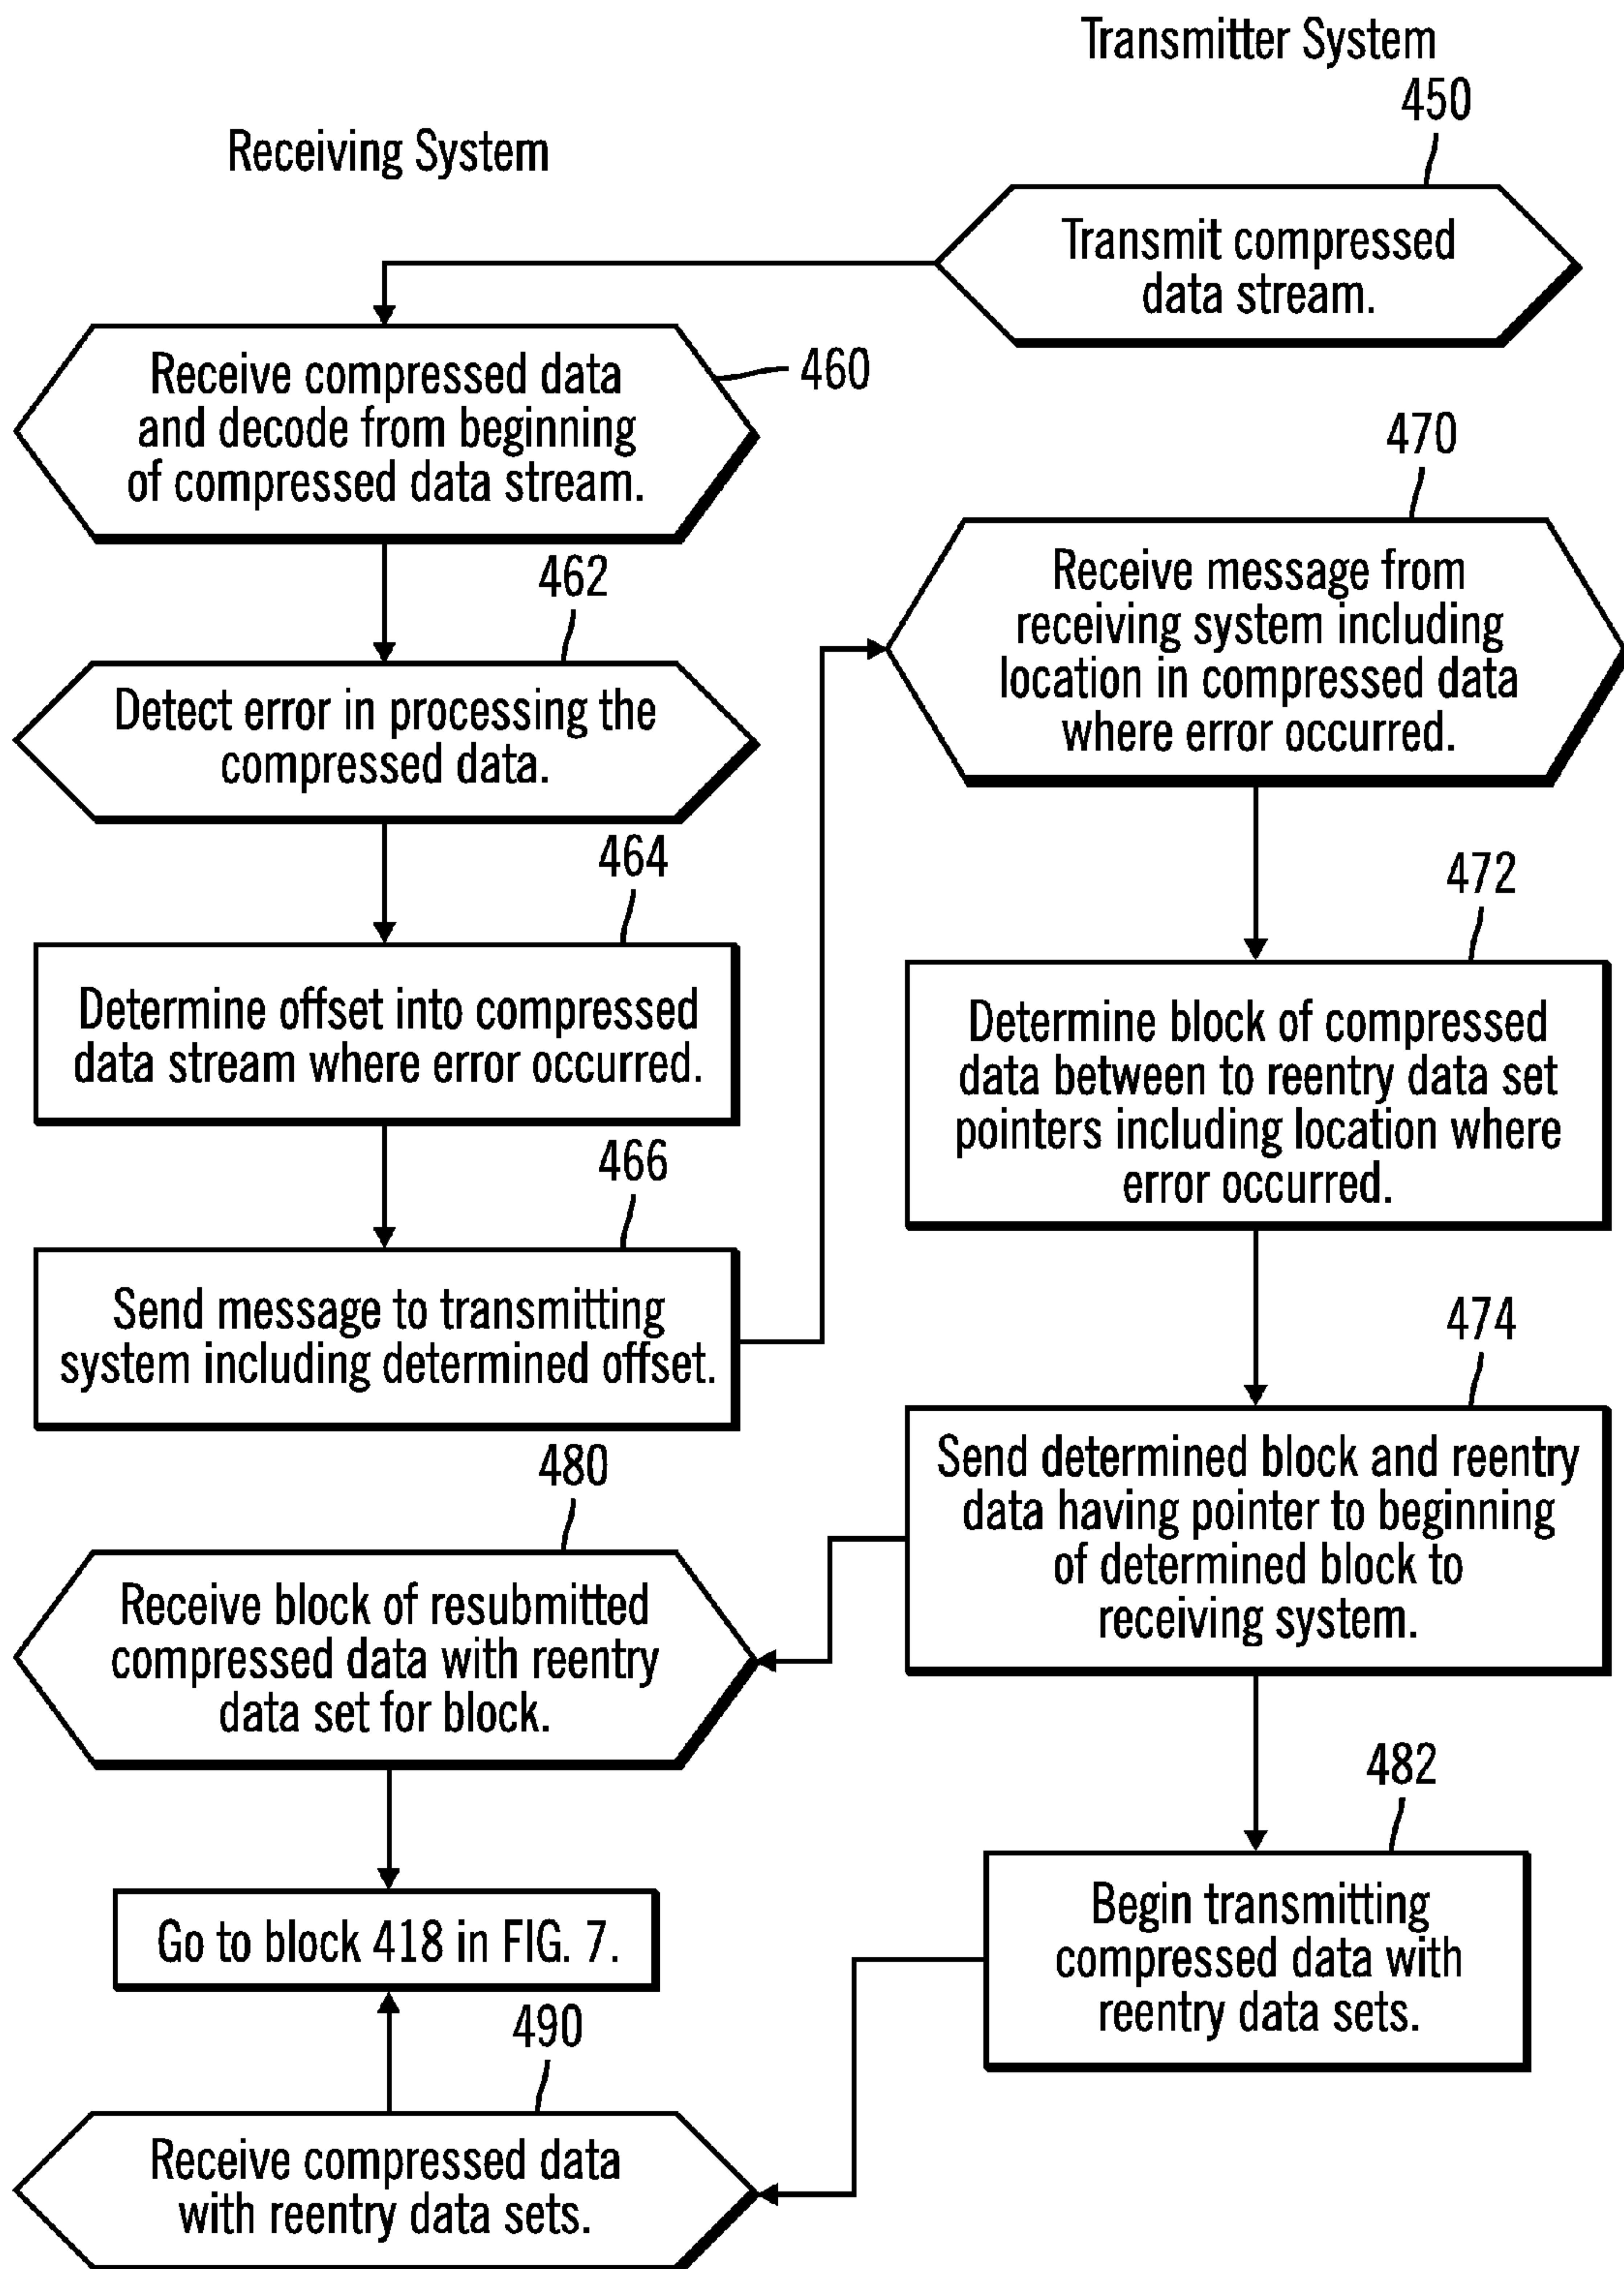 Transmitter System
450
Receiving System
Transmit compressed
data stream.
Receive compressed data
and decode from beginning
of compressed data stream.
460
470
Receive message from
receiving system including
location in compressed data
where error occurred.
462
Detect error in processing the
compressed data.
464
472
Determine offset into compressed
data stream where error occurred.
Determine block of compressed
data between to reentry data set
pointers including location where
error occurred.
466
Send message to transmitting
system including determined offset.
474
Send determined block and reentry
data having pointer to beginning
of determined block to
receiving system.
480
Receive block of resubmitted
compressed data with reentry
data set for block.
482
Begin transmitting
compressed data with
reentry data sets.
Go to block 418 in FIG. 7.
490
Receive compressed data
with reentry data sets.